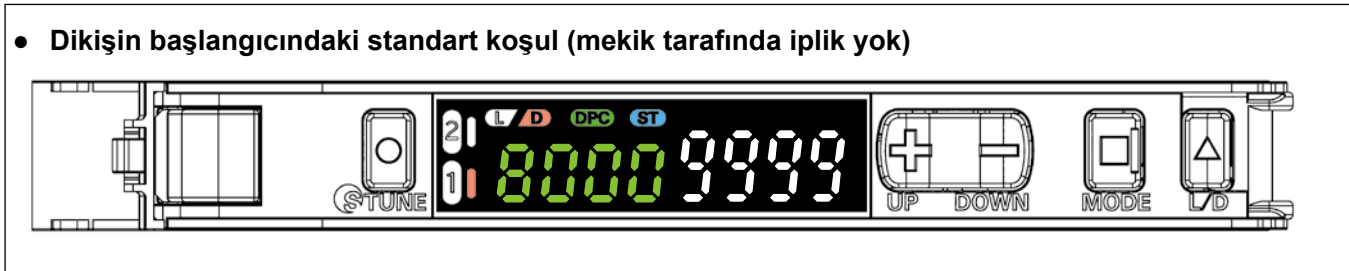 ● Dikişin başlangıcındaki standart koşul (mekik tarafında iplik yok)
2 L/D DPC ST
1 8000 9999
STUNE UP DOWN MODE L/D